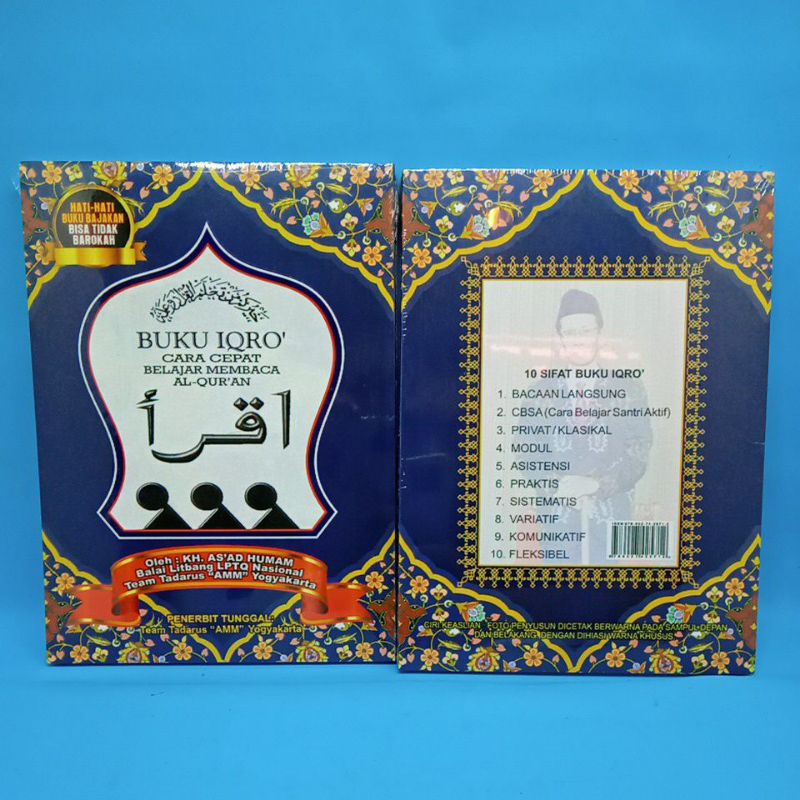 HATI-HATI
BUKU BAJAKAN
BISA TIDAK
BAROKAH
BUKU IQRO'
CARA CEPAT
BELAJAR MEMBACA
AL-QUR'AN
اقرأ
Oleh : KH. AS'AD HUMAM
Balai Litbang LPTQ Nasional
Team Tadarus "AMM" Yogyakarta
PENERBIT TUNGGAL:
Team Tadarus "AMM" Yogyakarta
10 SIFAT BUKU IQRO'
1. BACAAN LANGSUNG
2. CBSA (Cara Belajar Santri Aktif)
3. PRIVAT/KLASIKAL
4. MODUL
5. ASISTENSI
6. PRAKTIS
7. SISTEMATIS
8. VARIATIF
9. KOMUNIKATIF
10. FLEKSIBEL
CIRI KEASLIAN FOTO PENYUSUN DICETAK BERWARNA PADA SAMPUL DEPAN
DAN BELAKANG, DENGAN DIHIASI WARNA KHUSUS